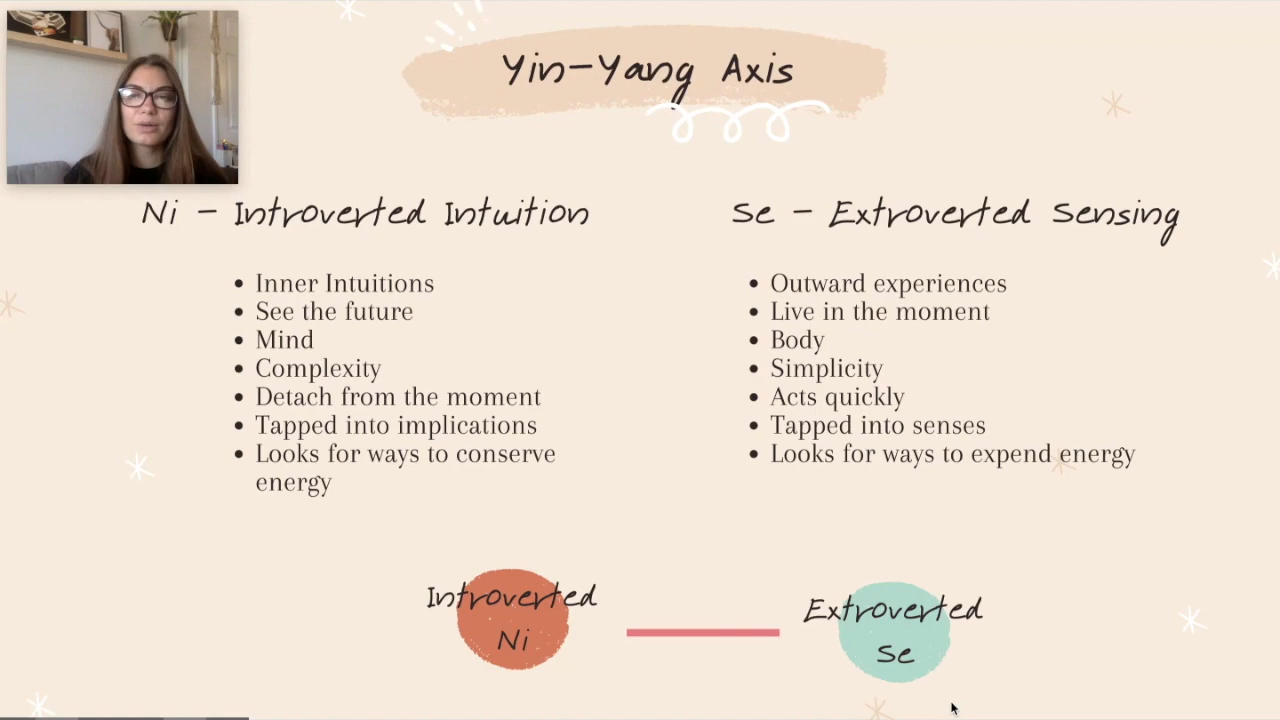 Yin-Yang Axis
Ni - Introverted Intuition
• Inner Intuitions
• See the future
• Mind
• Complexity
• Detach from the moment
• Tapped into implications
• Looks for ways to conserve
energy
Se - Extroverted Sensing
• Outward experiences
• Live in the moment
• Body
• Simplicity
• Acts quickly
• Tapped into senses
• Looks for ways to expend energy
Introverted
Ni
Extroverted
Se